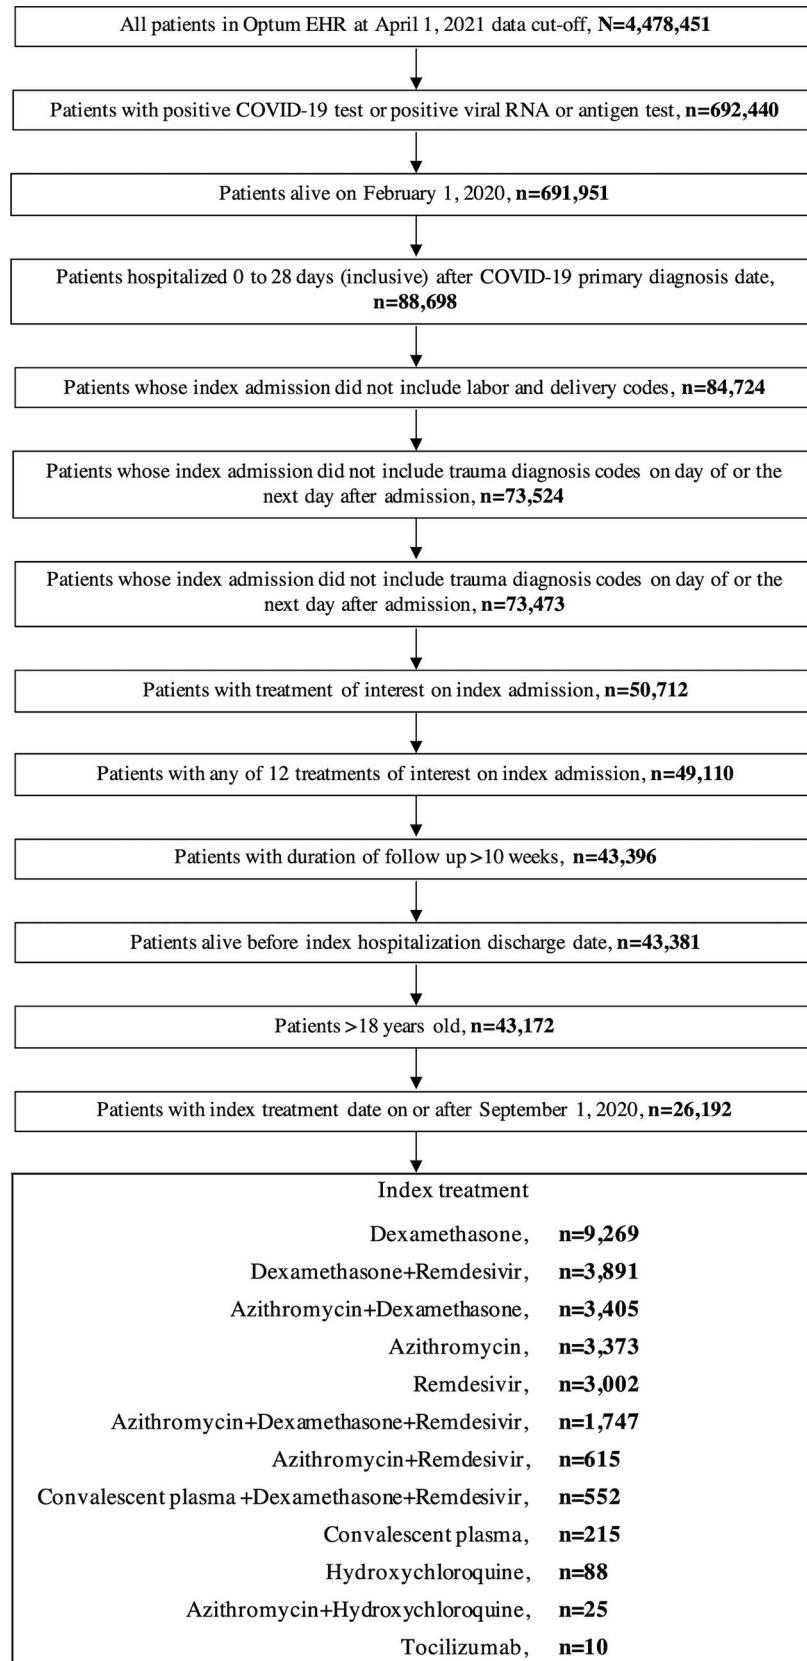 All patients in Optum EHR at April 1, 2021 data cut-off, N=4,478,451
Patients with positive COVID-19 test or positive viral RNA or antigen test, n=692,440
Patients alive on February 1, 2020, n=691,951
Patients hospitalized 0 to 28 days (inclusive) after COVID-19 primary diagnosis date,
n=88,698
Patients whose index admission did not include labor and delivery codes, n=84,724
Patients whose index admission did not include trauma diagnosis codes on day of or the
next day after admission, n=73,524
Patients whose index admission did not include trauma diagnosis codes on day of or the
next day after admission, n=73,473
Patients with treatment of interest on index admission, n=50,712
Patients with any of 12 treatments of interest on index admission, n=49,110
Patients with duration of follow up >10 weeks, n=43,396
Patients alive before index hospitalization discharge date, n=43,381
Patients >18 years old, n=43,172
Patients with index treatment date on or after September 1, 2020, n=26,192
Index treatment
Dexamethasone, n=9,269
Dexamethasone+Remdesivir, n=3,891
Azithromycin+Dexamethasone, n=3,405
Azithromycin, n=3,373
Remdesivir, n=3,002
Azithromycin+Dexamethasone+Remdesivir, n=1,747
Azithromycin+Remdesivir, n=615
Convalescent plasma +Dexamethasone+Remdesivir, n=552
Convalescent plasma, n=215
Hydroxychloroquine, n=88
Azithromycin+Hydroxychloroquine, n=25
Tocilizumab, n=10